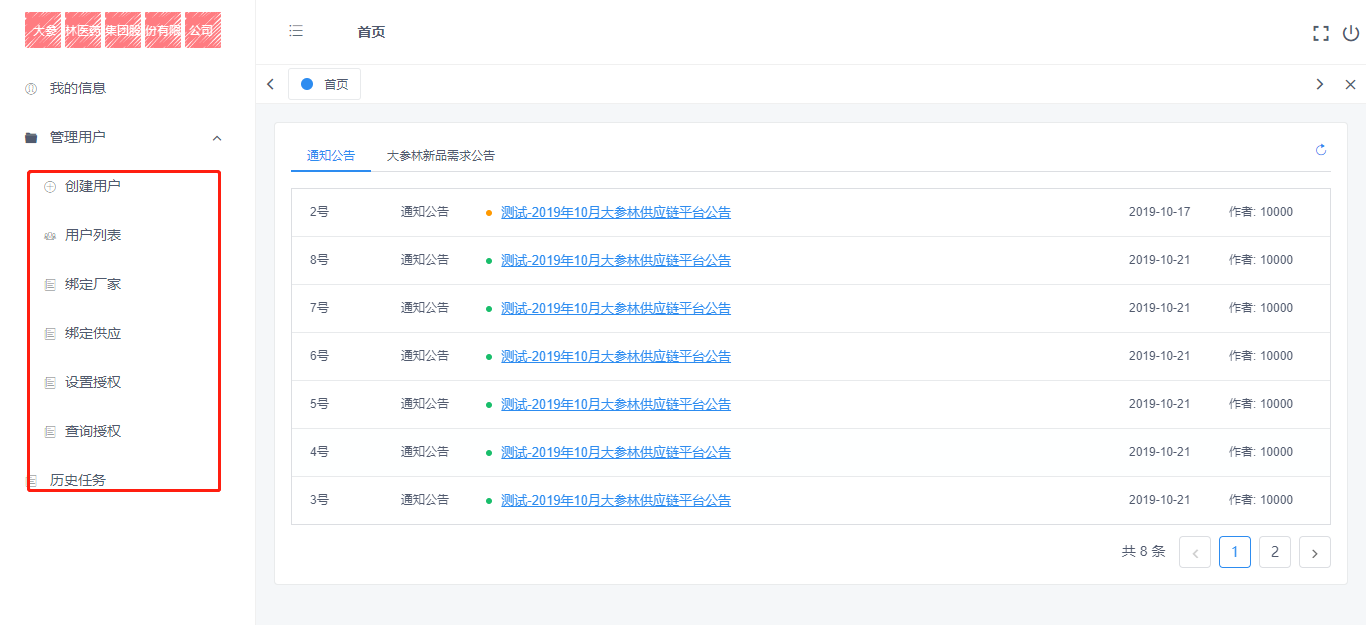 大参林医药集团股份有限公司
首页
我的信息
管理用户
创建用户
用户列表
绑定厂家
绑定供应
设置授权
查询授权
历史任务
首页
通知公告 大参林新品需求公告
2号 通知公告 测试-2019年10月大参林供应链平台公告 2019-10-17 作者: 10000
8号 通知公告 测试-2019年10月大参林供应链平台公告 2019-10-21 作者: 10000
7号 通知公告 测试-2019年10月大参林供应链平台公告 2019-10-21 作者: 10000
6号 通知公告 测试-2019年10月大参林供应链平台公告 2019-10-21 作者: 10000
5号 通知公告 测试-2019年10月大参林供应链平台公告 2019-10-21 作者: 10000
4号 通知公告 测试-2019年10月大参林供应链平台公告 2019-10-21 作者: 10000
3号 通知公告 测试-2019年10月大参林供应链平台公告 2019-10-21 作者: 10000
共 8 条 1 2